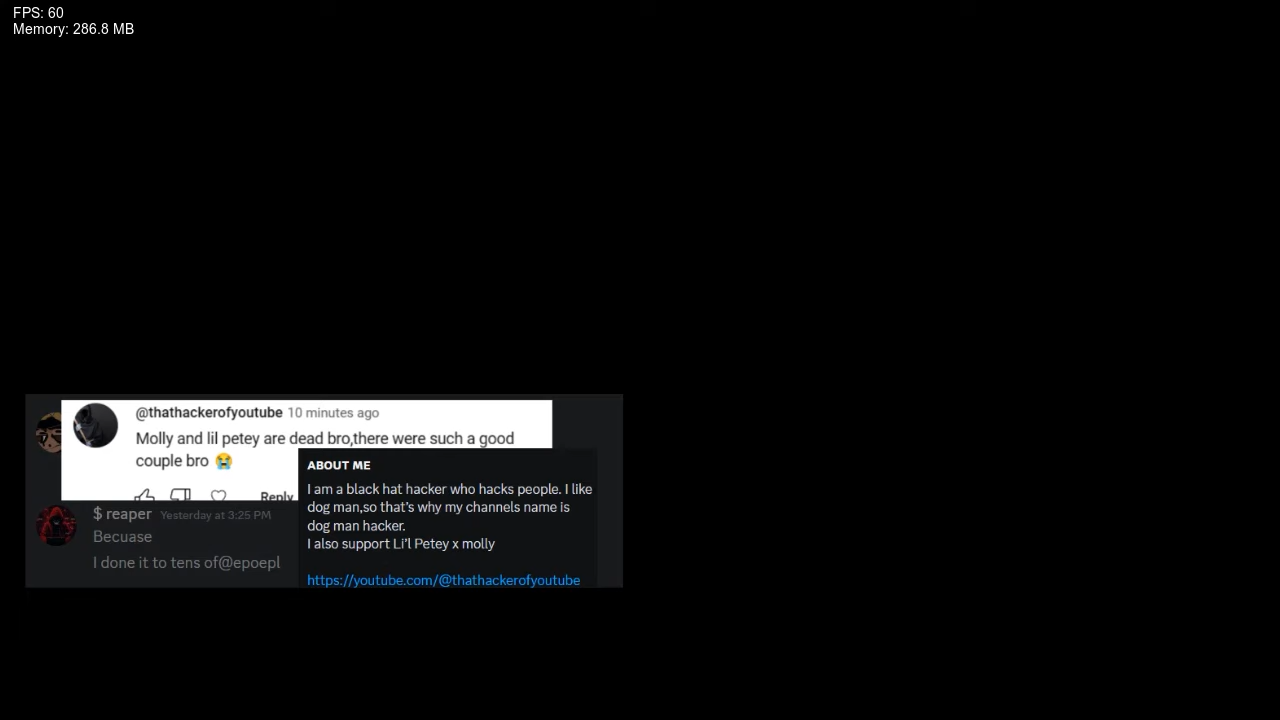 FPS: 60
Memory: 286.8 MB
@thathackerofyoutube 10 minutes ago
Molly and lil petey are dead bro,there were such a good
couple bro 😭
Reply
ABOUT ME
I am a black hat hacker who hacks people. I like
dog man,so that's why my channels name is
dog man hacker.
I also support Li'l Petey x molly
https://youtube.com/@thathackerofyoutube
$ reaper Yesterday at 3:25 PM
Becuase
I done it to tens of@epoepl